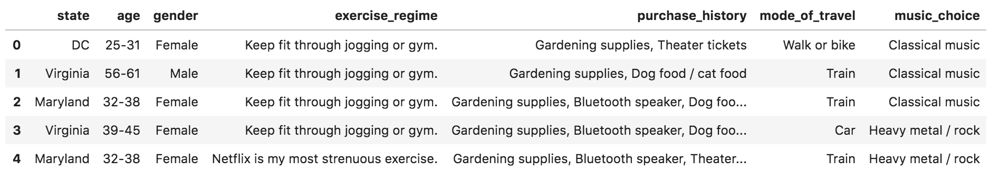 state age gender exercise_regime purchase_history mode_of_travel music_choice
0 DC 25-31 Female Keep fit through jogging or gym. Gardening supplies, Theater tickets Walk or bike Classical music
1 Virginia 56-61 Male Keep fit through jogging or gym. Gardening supplies, Dog food / cat food Train Classical music
2 Maryland 32-38 Female Keep fit through jogging or gym. Gardening supplies, Bluetooth speaker, Dog foo... Train Classical music
3 Virginia 39-45 Female Keep fit through jogging or gym. Gardening supplies, Bluetooth speaker, Dog foo... Car Heavy metal / rock
4 Maryland 32-38 Female Netflix is my most strenuous exercise. Gardening supplies, Bluetooth speaker, Theater... Train Heavy metal / rock